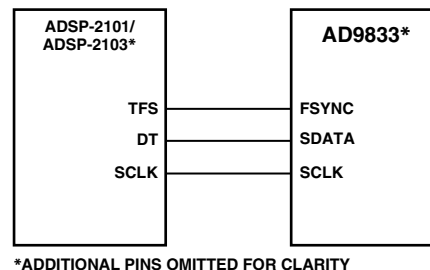 ADSP-2101/
ADSP-2103*
AD9833*
TFS
FSYNC
DT
SDATA
SCLK
SCLK
*ADDITIONAL PINS OMITTED FOR CLARITY